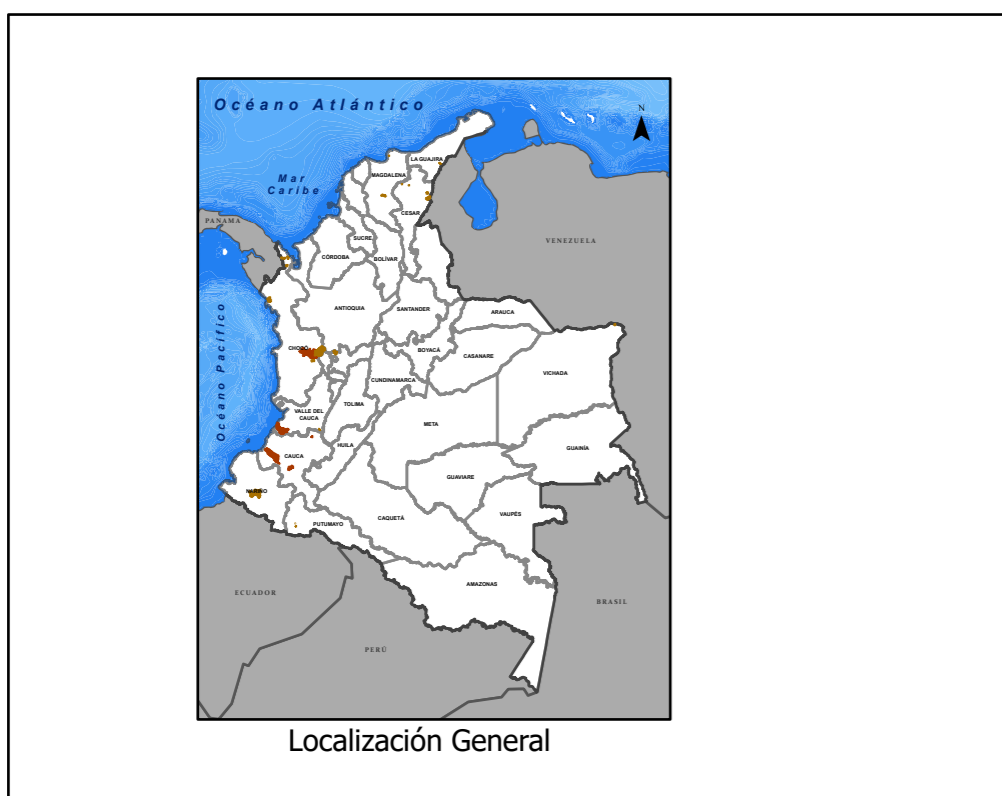 Océano Atlántico
N
LA GUAJIRA
MAGDALENA
Mar
Caribe
CESAR
PANAMA
SUCRE
VENEZUELA
CÓRDOBA
BOLÍVAR
ANTIOQUIA
SANTANDER
ARAUCA
Océano Pacífico
CHOCÓ
BOYACÁ
CASANARE
CUNDINAMARCA
VICHADA
TOLIMA
VALLE DEL
CAUCA
META
HUILA
CAUCA
GUAINÍA
GUAVIARE
NARIÑO
VAUPÉS
CAQUETÁ
PUTUMAYO
AMAZONAS
ECUADOR
BRASIL
PERÚ
Localización General